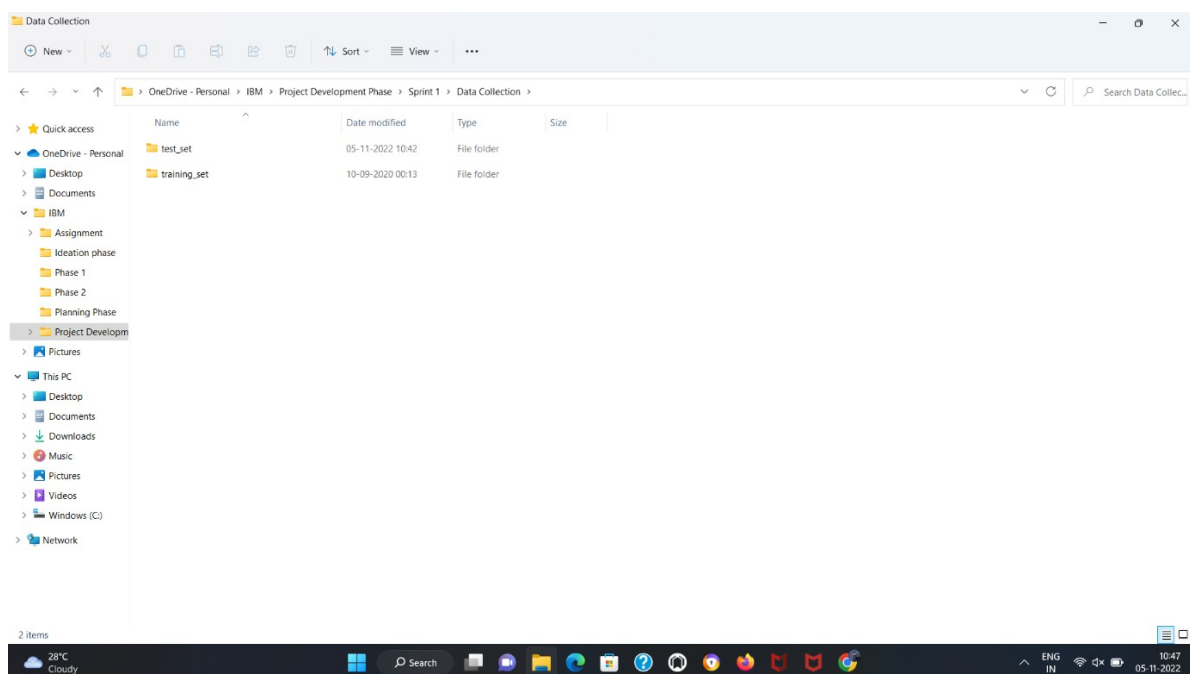 Data Collection
New
Sort
View
OneDrive - Personal > IBM > Project Development Phase > Sprint 1 > Data Collection >
Search Data Collec...
Name Date modified Type Size
test_set 05-11-2022 10:42 File folder
training_set 10-09-2020 00:13 File folder
Quick access
OneDrive - Personal
Desktop
Documents
IBM
Assignment
Ideation phase
Phase 1
Phase 2
Planning Phase
Project Developm
Pictures
This PC
Desktop
Documents
Downloads
Music
Pictures
Videos
Windows (C:)
Network
2 items
28°C
Cloudy
Search
ENG
IN
10:47
05-11-2022